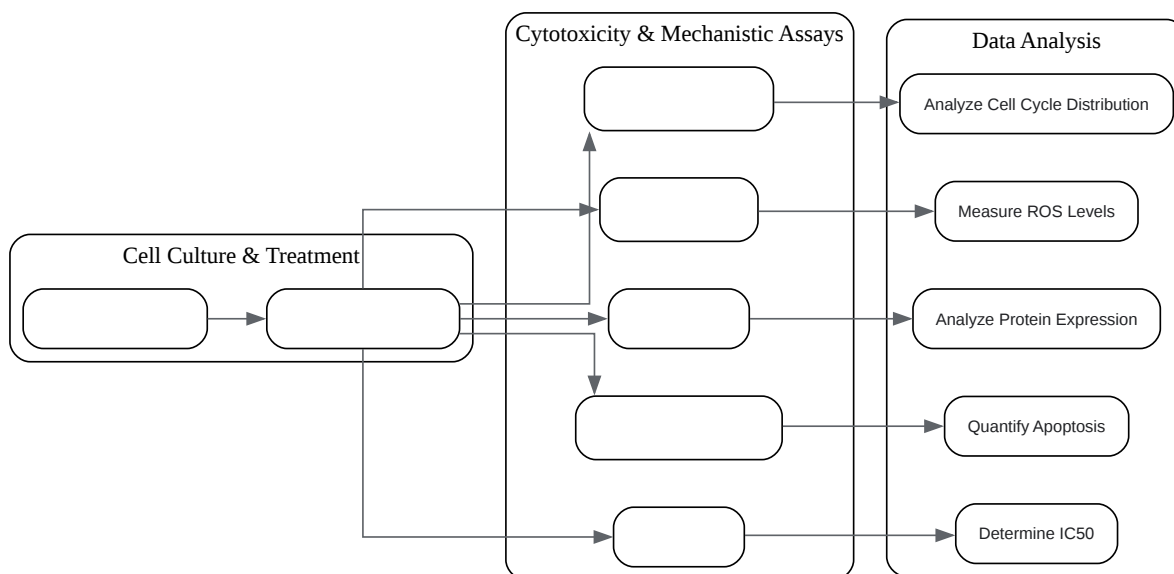 Cytotoxicity & Mechanistic Assays
Data Analysis
Analyze Cell Cycle Distribution
Measure ROS Levels
Cell Culture & Treatment
Analyze Protein Expression
Quantify Apoptosis
Determine IC50